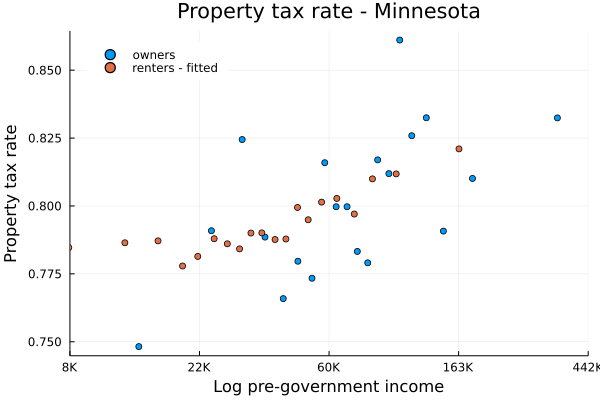 Property tax rate - Minnesota
owners
renters - fitted
Property tax rate
0.850
0.825
0.800
0.775
0.750
8K 22K 60K 163K 442K
Log pre-government income